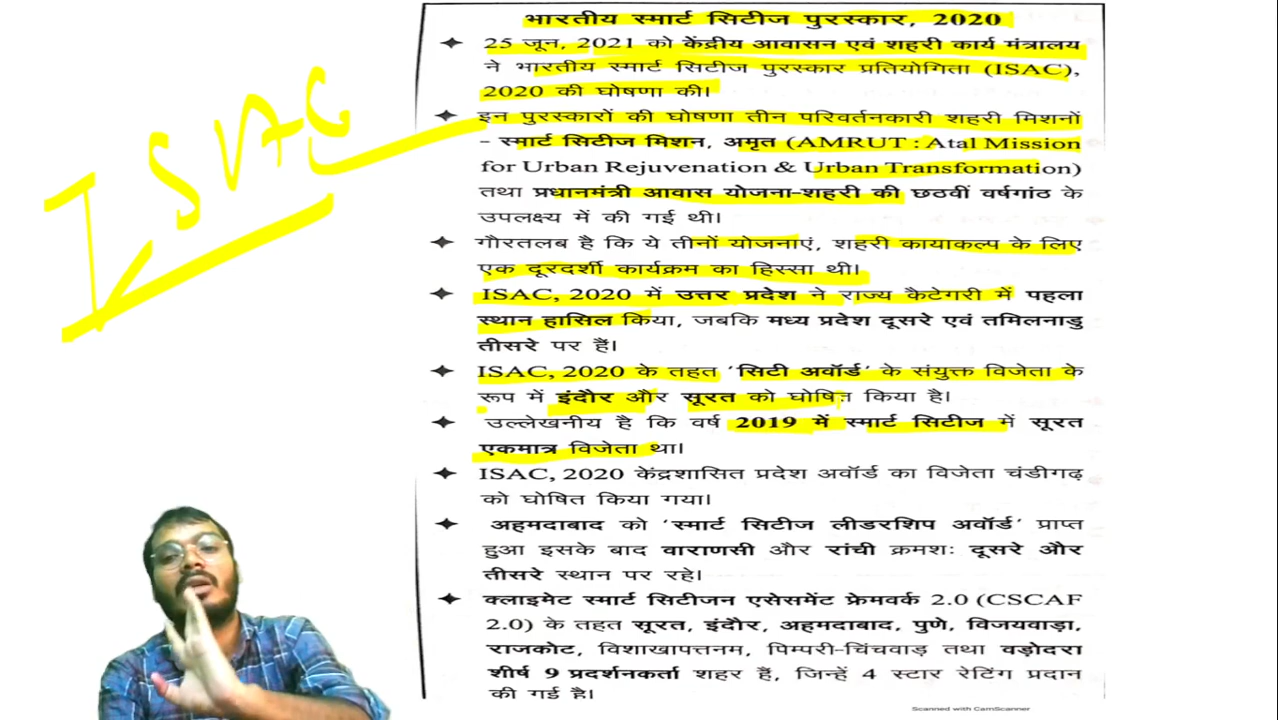 भारतीय स्मार्ट सिटीज पुरस्कार, 2020
25 जून, 2021 को केंद्रीय आवासन एवं शहरी कार्य मंत्रालय
ने भारतीय स्मार्ट सिटीज पुरस्कार प्रतियोगिता (ISAC),
2020 की घोषणा की।
इन पुरस्कारों की घोषणा तीन परिवर्तनकारी शहरी मिशनों
- स्मार्ट सिटीज मिशन, अमृत (AMRUT : Atal Mission
for Urban Rejuvenation & Urban Transformation)
तथा प्रधानमंत्री आवास योजना-शहरी की छठवीं वर्षगांठ के
उपलक्ष्य में की गई थी।
गौरतलब है कि ये तीनों योजनाएं, शहरी कायाकल्प के लिए
एक दूरदर्शी कार्यक्रम का हिस्सा थी।
ISAC, 2020 में उत्तर प्रदेश ने राज्य कैटेगरी में पहला
स्थान हासिल किया, जबकि मध्य प्रदेश दूसरे एवं तमिलनाडु
तीसरे पर हैं।
ISAC, 2020 के तहत 'सिटी अवॉर्ड' के संयुक्त विजेता के
रूप में इंदौर और सूरत को घोषित किया है।
उल्लेखनीय है कि वर्ष 2019 में स्मार्ट सिटीज में सूरत
एकमात्र विजेता था।
ISAC, 2020 केंद्रशासित प्रदेश अवॉर्ड का विजेता चंडीगढ़
को घोषित किया गया।
अहमदाबाद को 'स्मार्ट सिटीज लीडरशिप अवॉर्ड' प्राप्त
हुआ इसके बाद वाराणसी और रांची क्रमशः दूसरे और
तीसरे स्थान पर रहे।
क्लाइमेट स्मार्ट सिटीजन एसेसमेंट फ्रेमवर्क 2.0 (CSCAF
2.0) के तहत सूरत, इंदौर, अहमदाबाद, पुणे, विजयवाड़ा,
राजकोट, विशाखापत्तनम, पिम्परी-चिंचवाड़ तथा वड़ोदरा
शीर्ष 9 प्रदर्शनकर्ता शहर हैं, जिन्हें 4 स्टार रेटिंग प्रदान
की गई है।
ISAC
Scanned with CamScanner